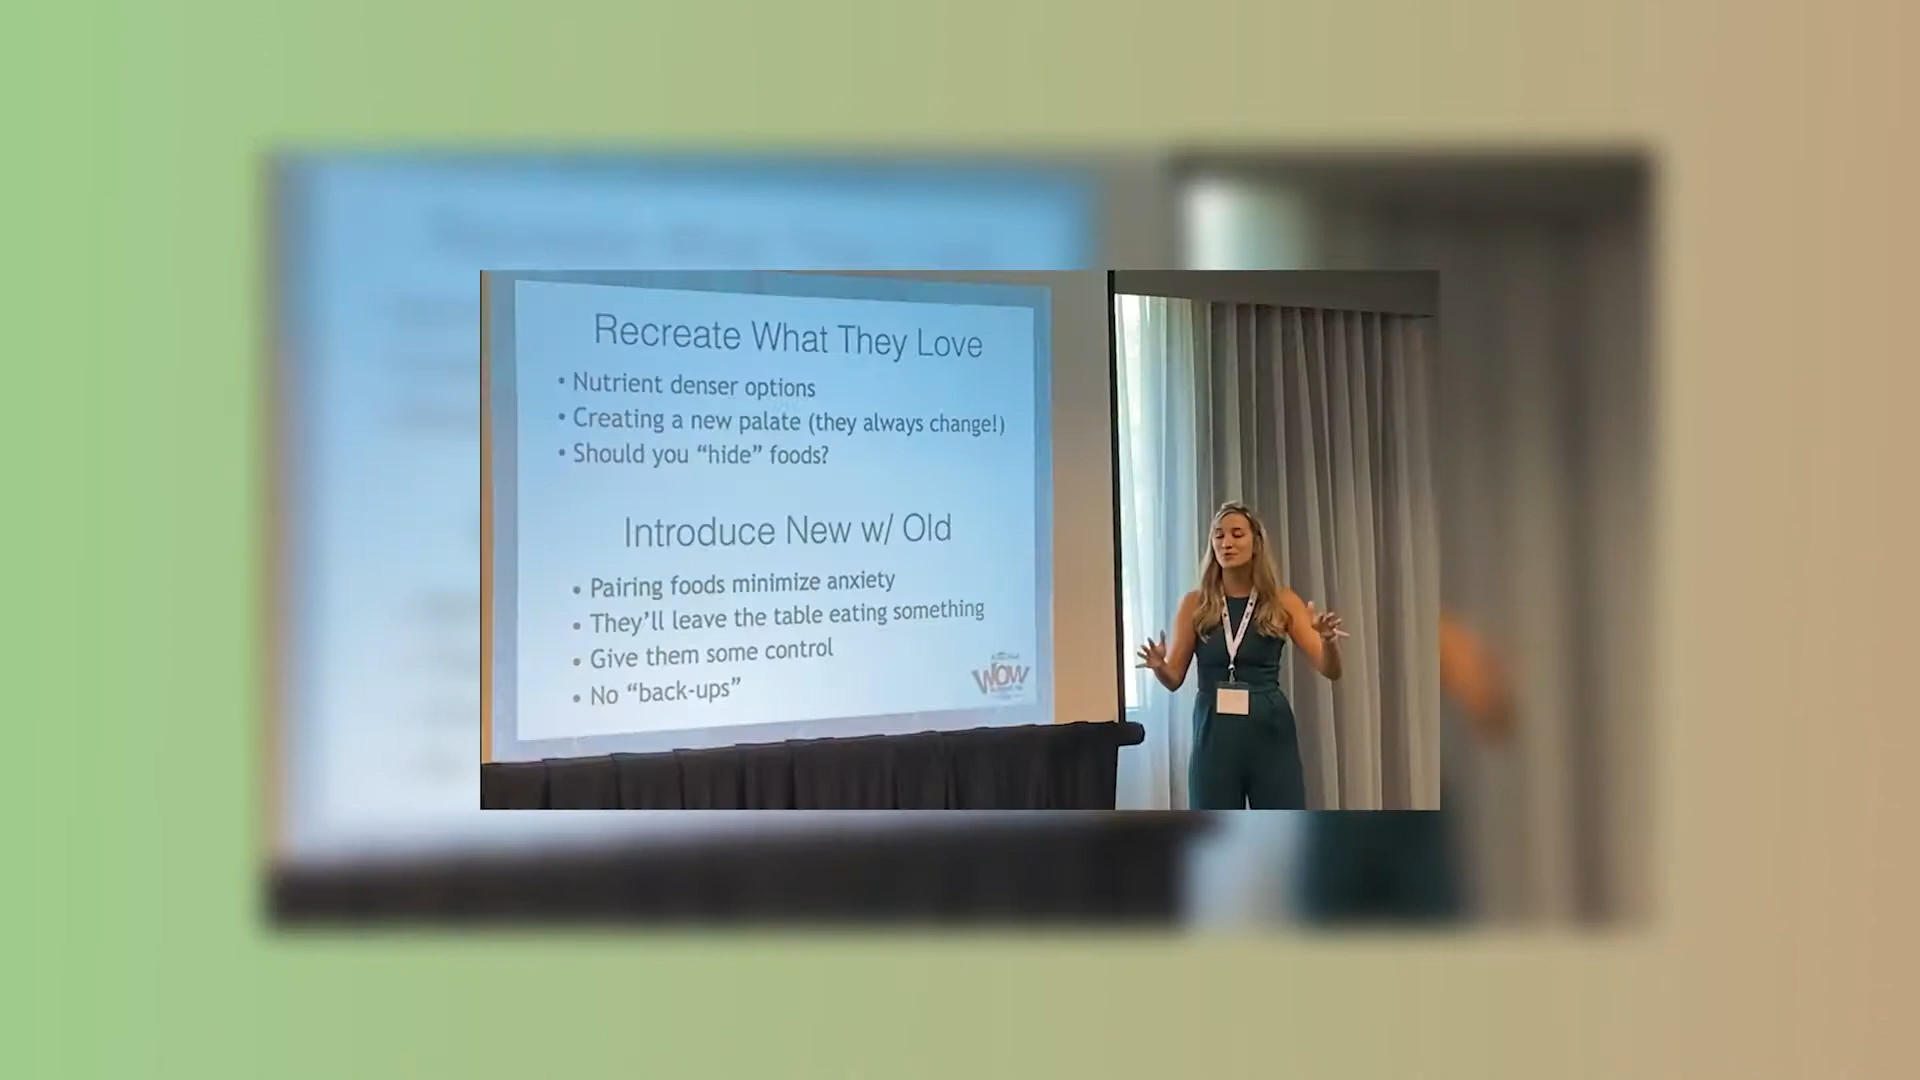 Recreate What They Love
• Nutrient denser options
• Creating a new palate (they always change!)
• Should you “hide” foods?
Introduce New w/ Old
• Pairing foods minimize anxiety
• They’ll leave the table eating something
• Give them some control
• No “back-ups”
WOW